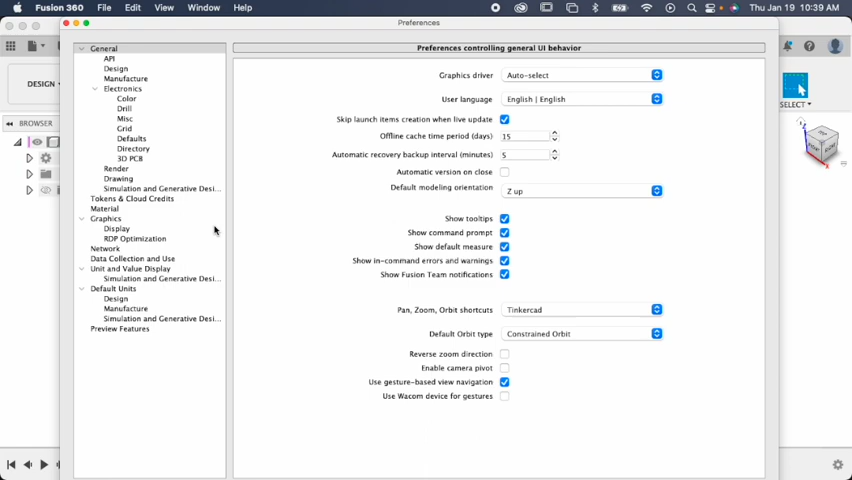 Fusion 360 File Edit View Window Help Thu Jan 19 10:39 AM
Preferences
DESIGN
SELECT
BROWSER
TOP
General
API
Design
Manufacture
Electronics
Color
Drill
Misc
Grid
Defaults
Directory
3D PCB
Render
Drawing
Simulation and Generative Desi...
Tokens & Cloud Credits
Material
Graphics
Display
RDP Optimization
Network
Data Collection and Use
Unit and Value Display
Simulation and Generative Desi...
Default Units
Design
Manufacture
Simulation and Generative Desi...
Preview Features
Preferences controlling general UI behavior
Graphics driver Auto-select
User language English | English
Skip launch items creation when live update
Offline cache time period (days) 15
Automatic recovery backup interval (minutes) 5
Automatic version on close
Default modeling orientation Z up
Show tooltips
Show command prompt
Show default measure
Show in-command errors and warnings
Show Fusion Team notifications
Pan, Zoom, Orbit shortcuts Tinkercad
Default Orbit type Constrained Orbit
Reverse zoom direction
Enable camera pivot
Use gesture-based view navigation
Use Wacom device for gestures